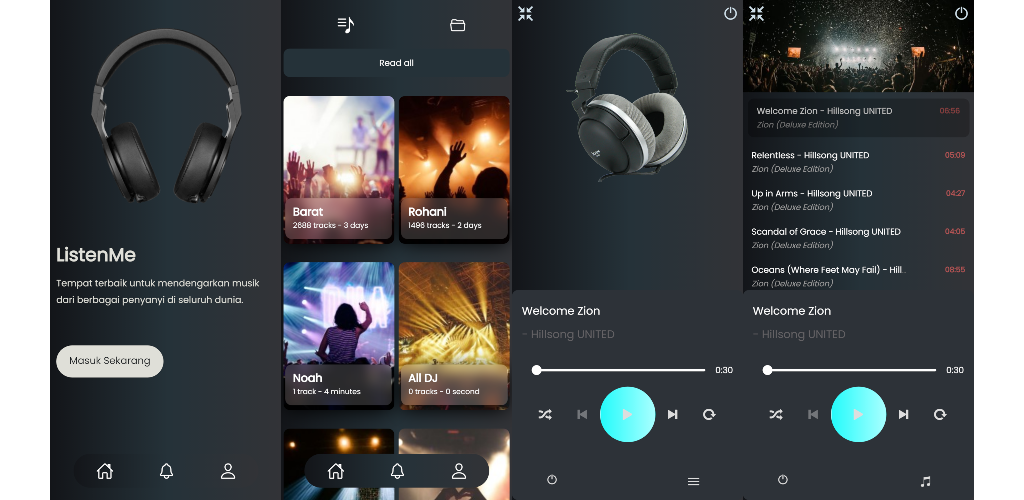 ListenMe
Tempat terbaik untuk mendengarkan musik
dari berbagai penyanyi di seluruh dunia.
Masuk Sekarang
Read all
Barat
2688 tracks - 3 days
Rohani
1496 tracks - 2 days
Noah
1 track - 4 minutes
All DJ
0 tracks - 0 second
Welcome Zion
- Hillsong UNITED
0:30
Welcome Zion - Hillsong UNITED 06:56
Zion (Deluxe Edition)
Relentless - Hillsong UNITED 05:09
Zion (Deluxe Edition)
Up in Arms - Hillsong UNITED 04:27
Zion (Deluxe Edition)
Scandal of Grace - Hillsong UNITED 04:05
Zion (Deluxe Edition)
Oceans (Where Feet May Fail) - Hill... 08:55
Zion (Deluxe Edition)
Welcome Zion
- Hillsong UNITED
0:30